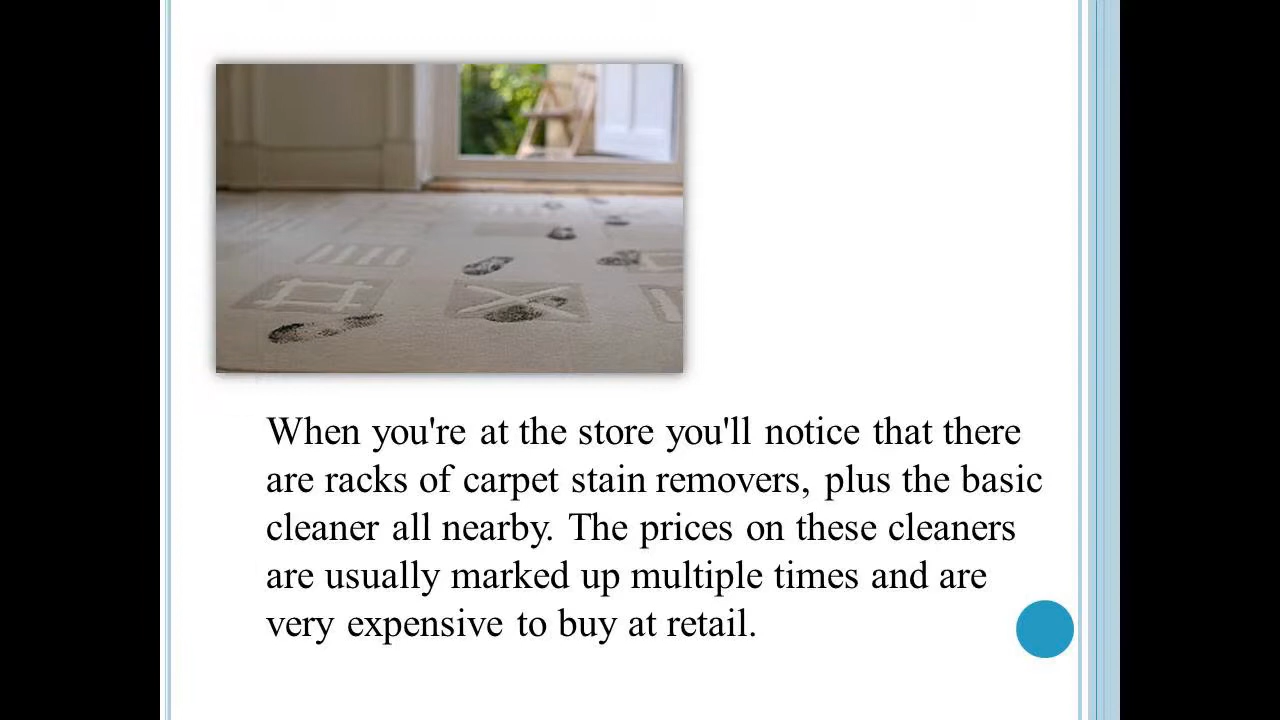 When you're at the store you'll notice that there
are racks of carpet stain removers, plus the basic
cleaner all nearby. The prices on these cleaners
are usually marked up multiple times and are
very expensive to buy at retail.